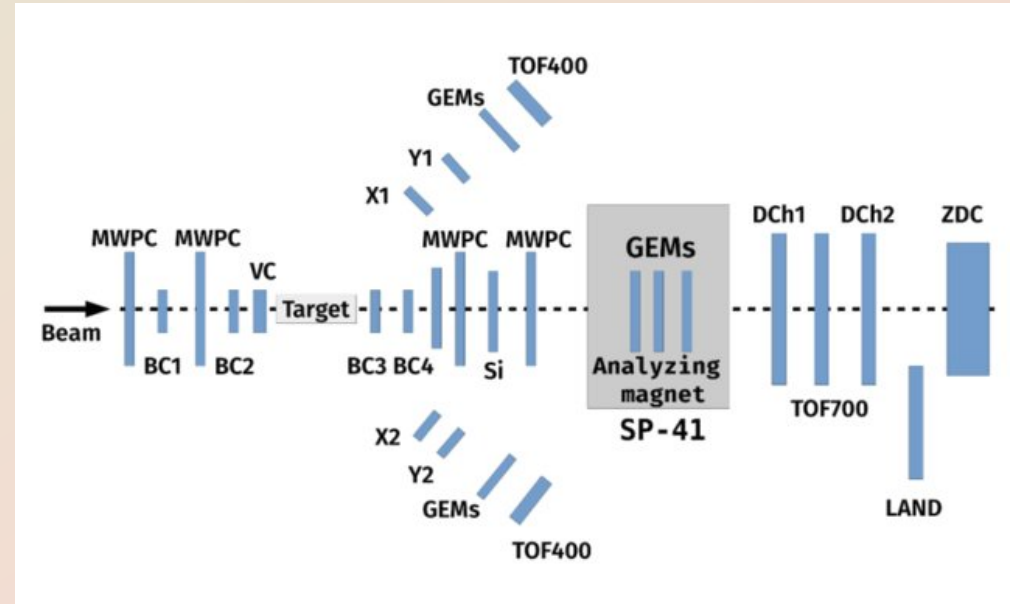 TOF400
GEMs
Y1
X1
MWPC MWPC
VC
MWPC MWPC
DCh1 DCh2 ZDC
GEMs
Target
Beam
BC1 BC2
BC3 BC4
Si
Analyzing
magnet
SP-41
TOF700
X2
Y2
GEMs
LAND
TOF400